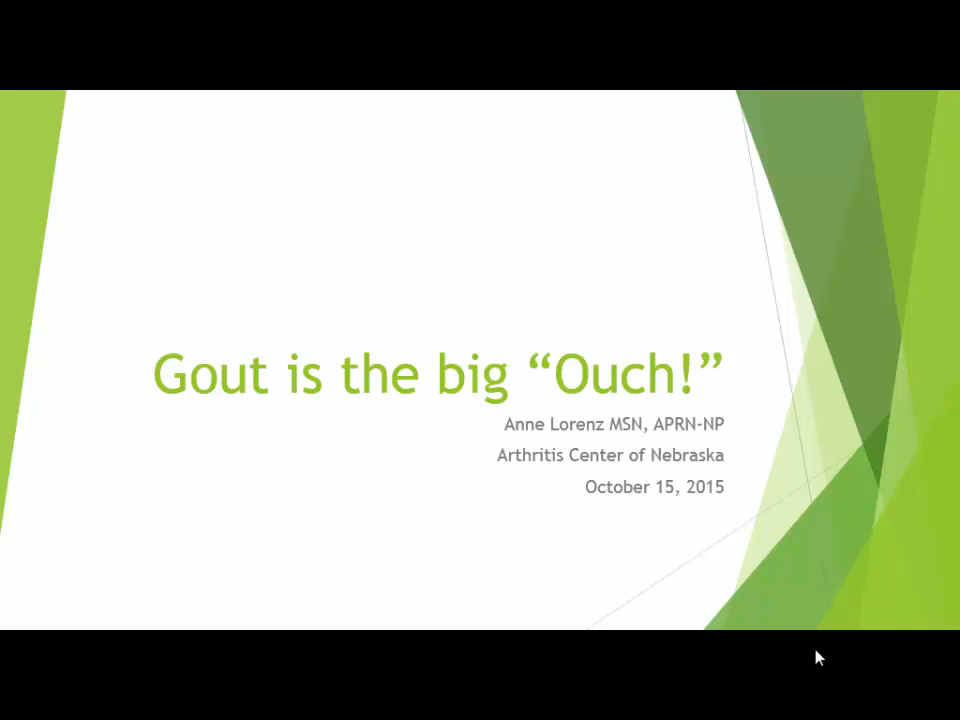 Gout is the big “Ouch!”
Anne Lorenz MSN, APRN-NP
Arthritis Center of Nebraska
October 15, 2015